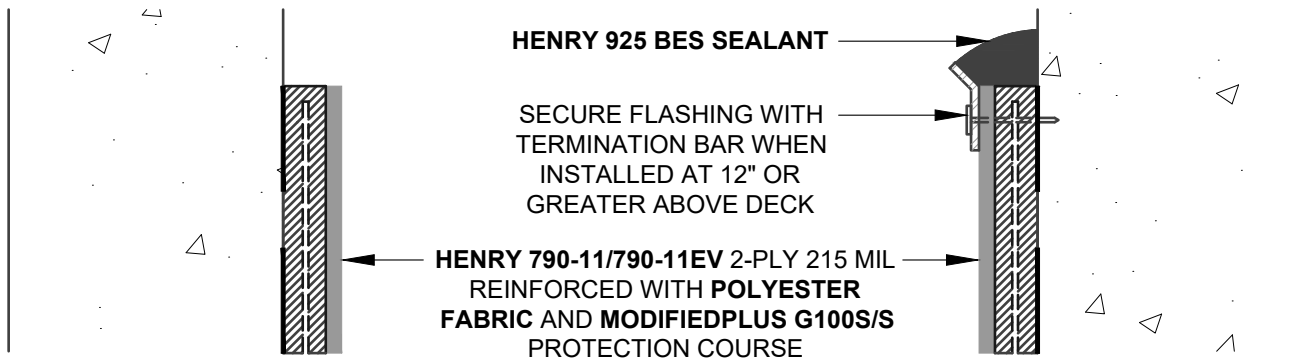 HENRY 925 BES SEALANT
SECURE FLASHING WITH
TERMINATION BAR WHEN
INSTALLED AT 12" OR
GREATER ABOVE DECK
HENRY 790-11/790-11EV 2-PLY 215 MIL
REINFORCED WITH POLYESTER
FABRIC AND MODIFIEDPLUS G100S/S
PROTECTION COURSE